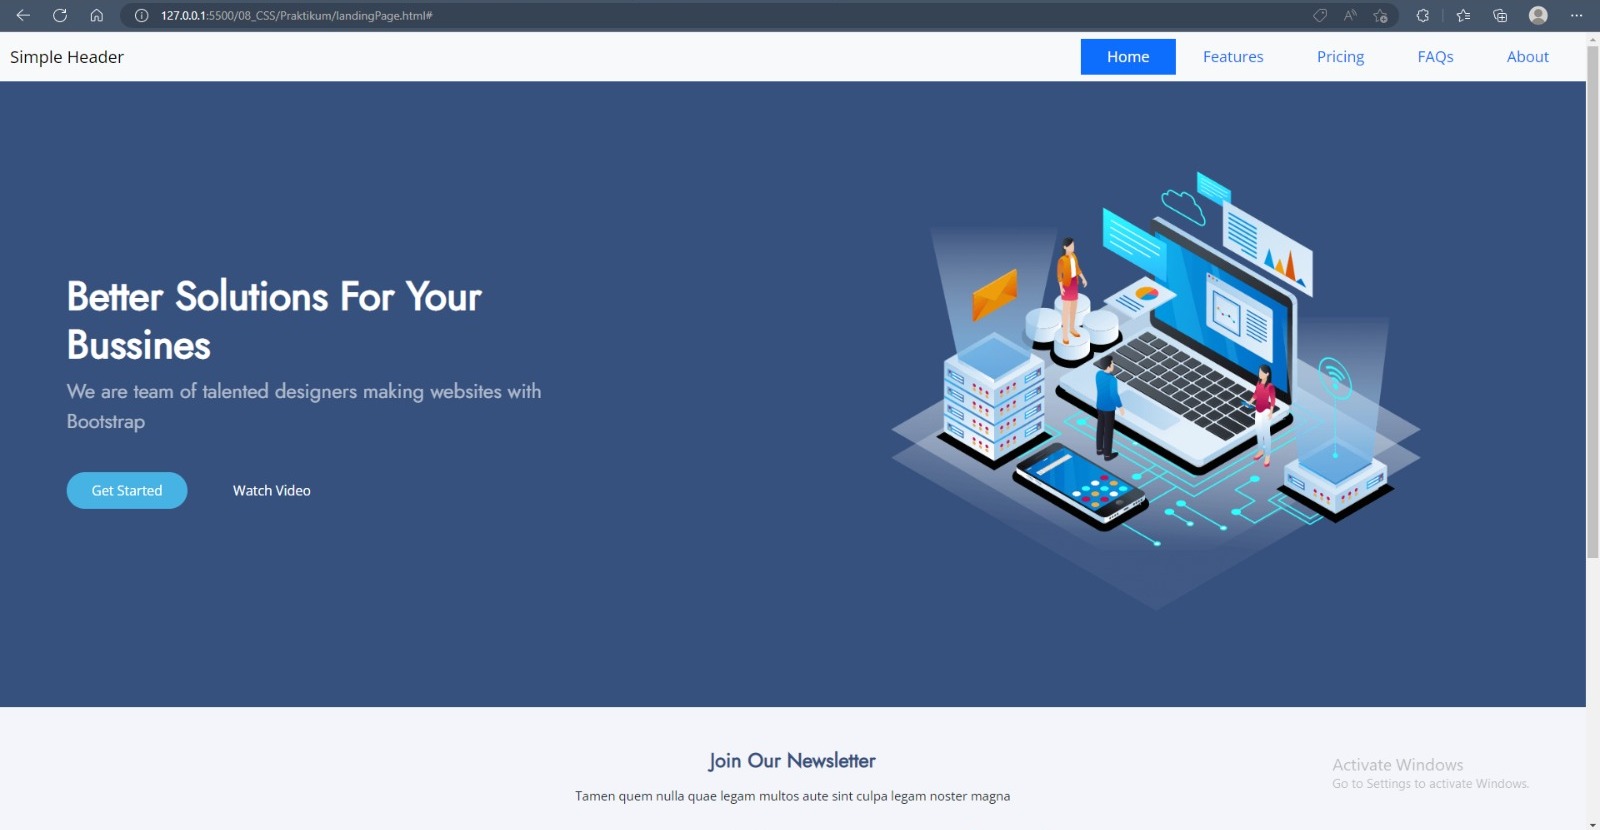 127.0.0.1:5500/08_CSS/Praktikum/landingPage.html#
Simple Header
Home
Features
Pricing
FAQs
About
Better Solutions For Your
Bussines
We are team of talented designers making websites with
Bootstrap
Get Started
Watch Video
Join Our Newsletter
Tamen quem nulla quae legam multos aute sint culpa legam noster magna
Activate Windows
Go to Settings to activate Windows.